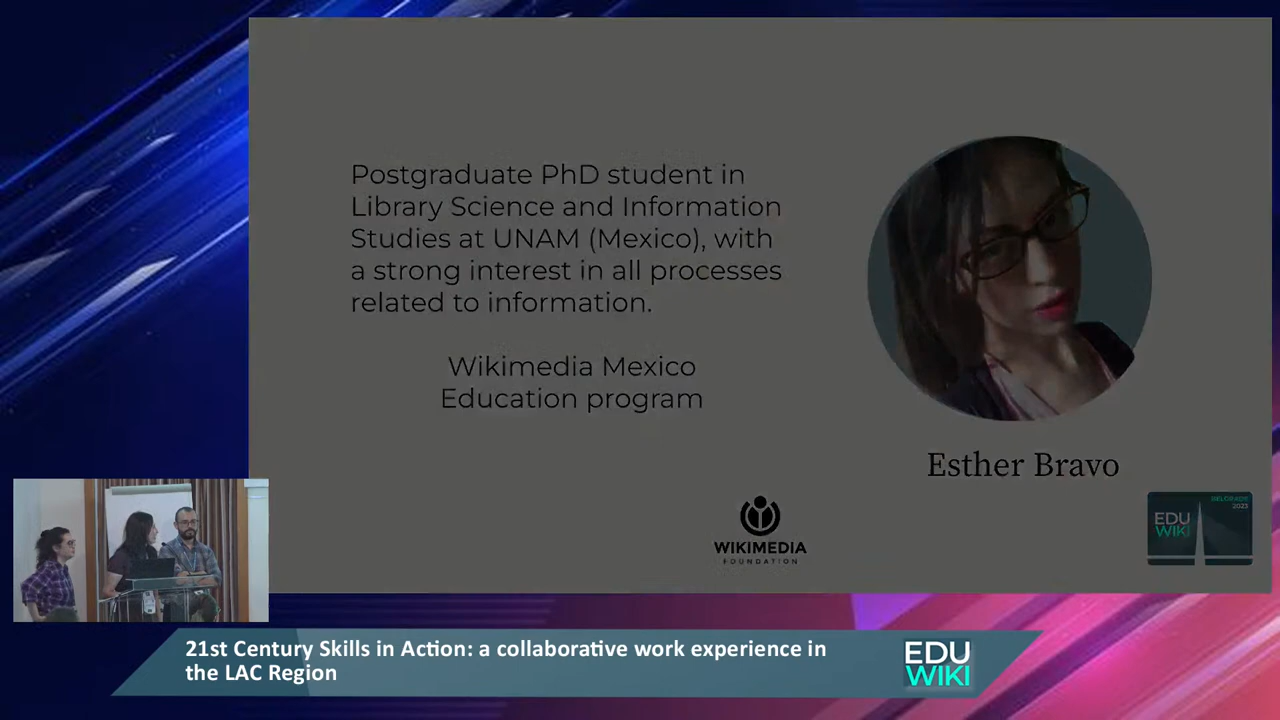 Postgraduate PhD student in
Library Science and Information
Studies at UNAM (Mexico), with
a strong interest in all processes
related to information.
Wikimedia Mexico
Education program
Esther Bravo
WIKIMEDIA
FOUNDATION
BELGRADE
2023
EDU
WIKI
21st Century Skills in Action: a collaborative work experience in
the LAC Region
EDU
WIKI